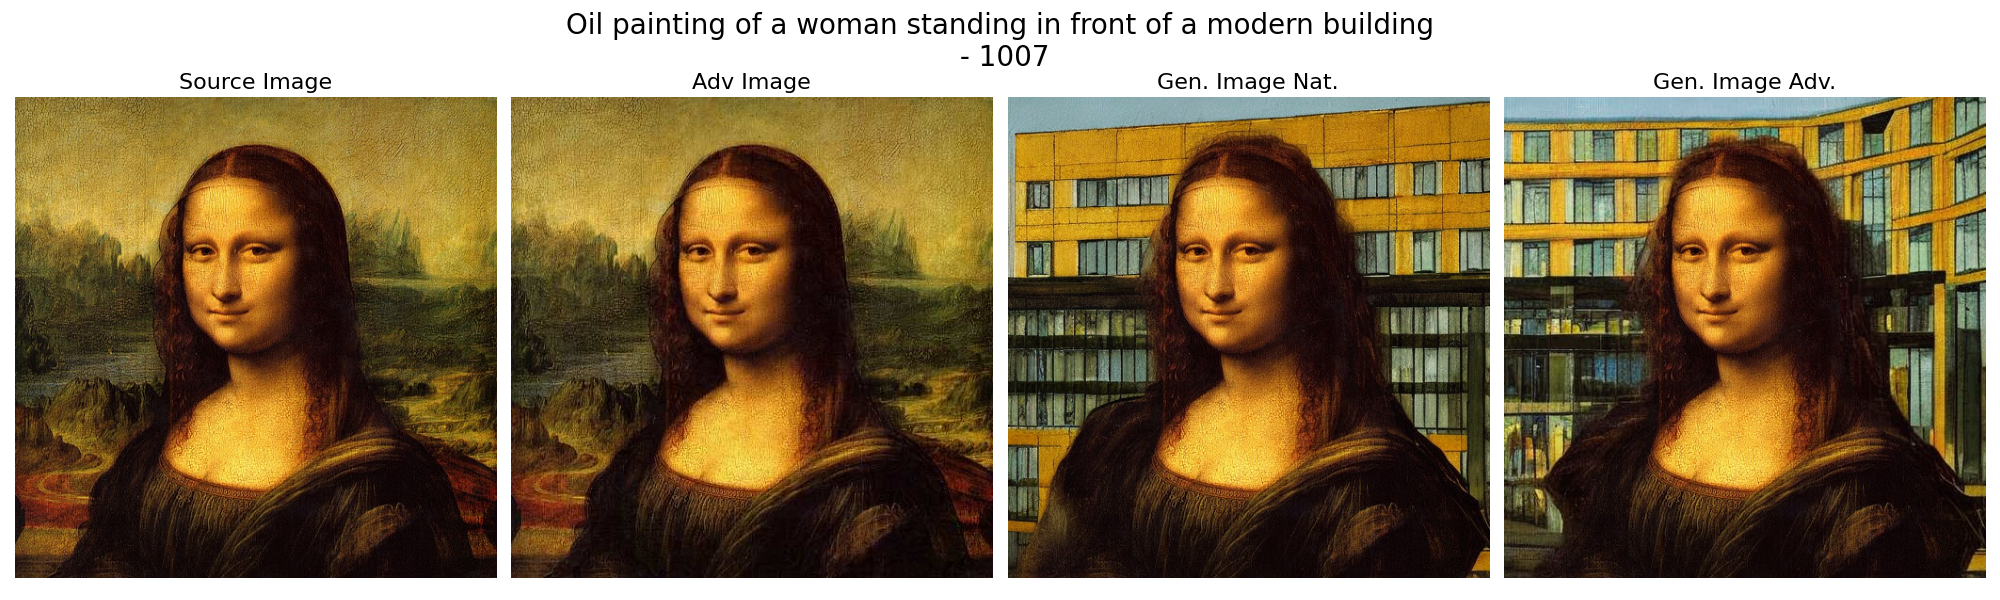 Oil painting of a woman standing in front of a modern building
- 1007
Source Image
Adv Image
Gen. Image Nat.
Gen. Image Adv.